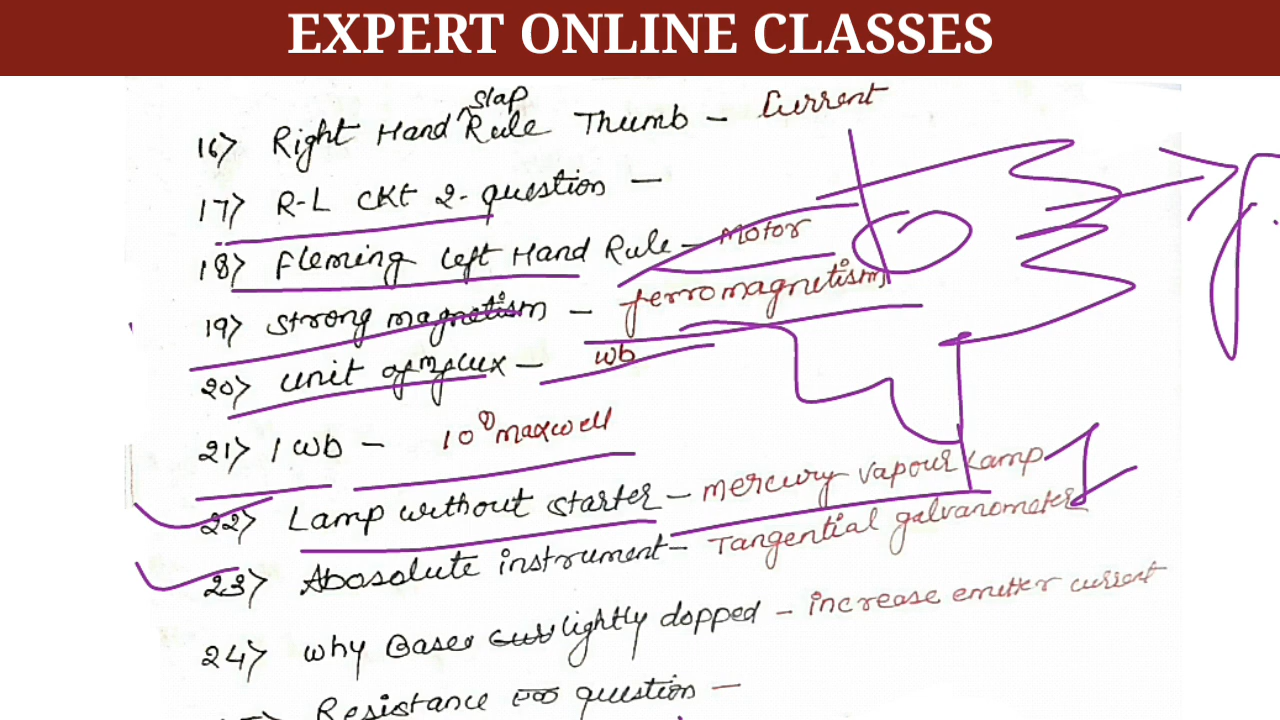 EXPERT ONLINE CLASSES
16) Right Hand Slap Rule Thumb - Current
17) R-L CKt 2-question -
18) Fleming Left Hand Rule - Motor
19) Strong magnetism - ferromagnetism
20) unit of flux - wb
21) 1 wb - 10⁸ maxwell
22) Lamp without starter - mercury vapour Lamp
23) Abosolute instrument - Tangential galvanometer
24) why Base lightly dopped - increase emitter current
Resistance question -